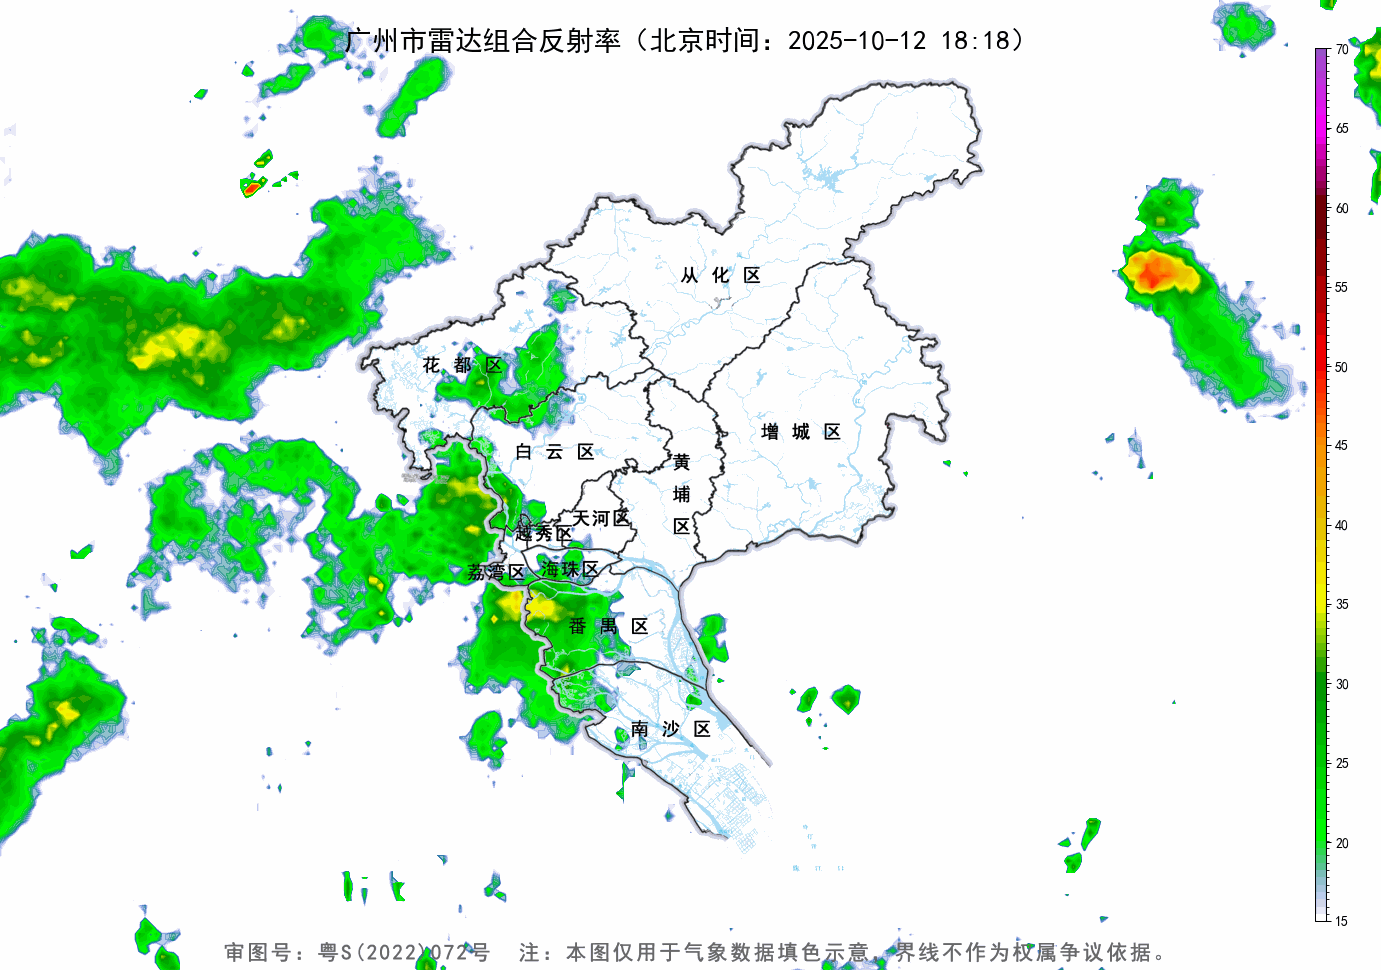 广州市雷达组合反射率（北京时间：2025-10-12 18:18）
70
65
60
55
50
45
40
35
30
25
20
15
从化区
花都区
增城区
白云区
黄埔区
天河区
越秀区
荔湾区
海珠区
番禺区
南沙区
审图号：粤S(2022)072号 注：本图仅用于气象数据填色示意，界线不作为权属争议依据。